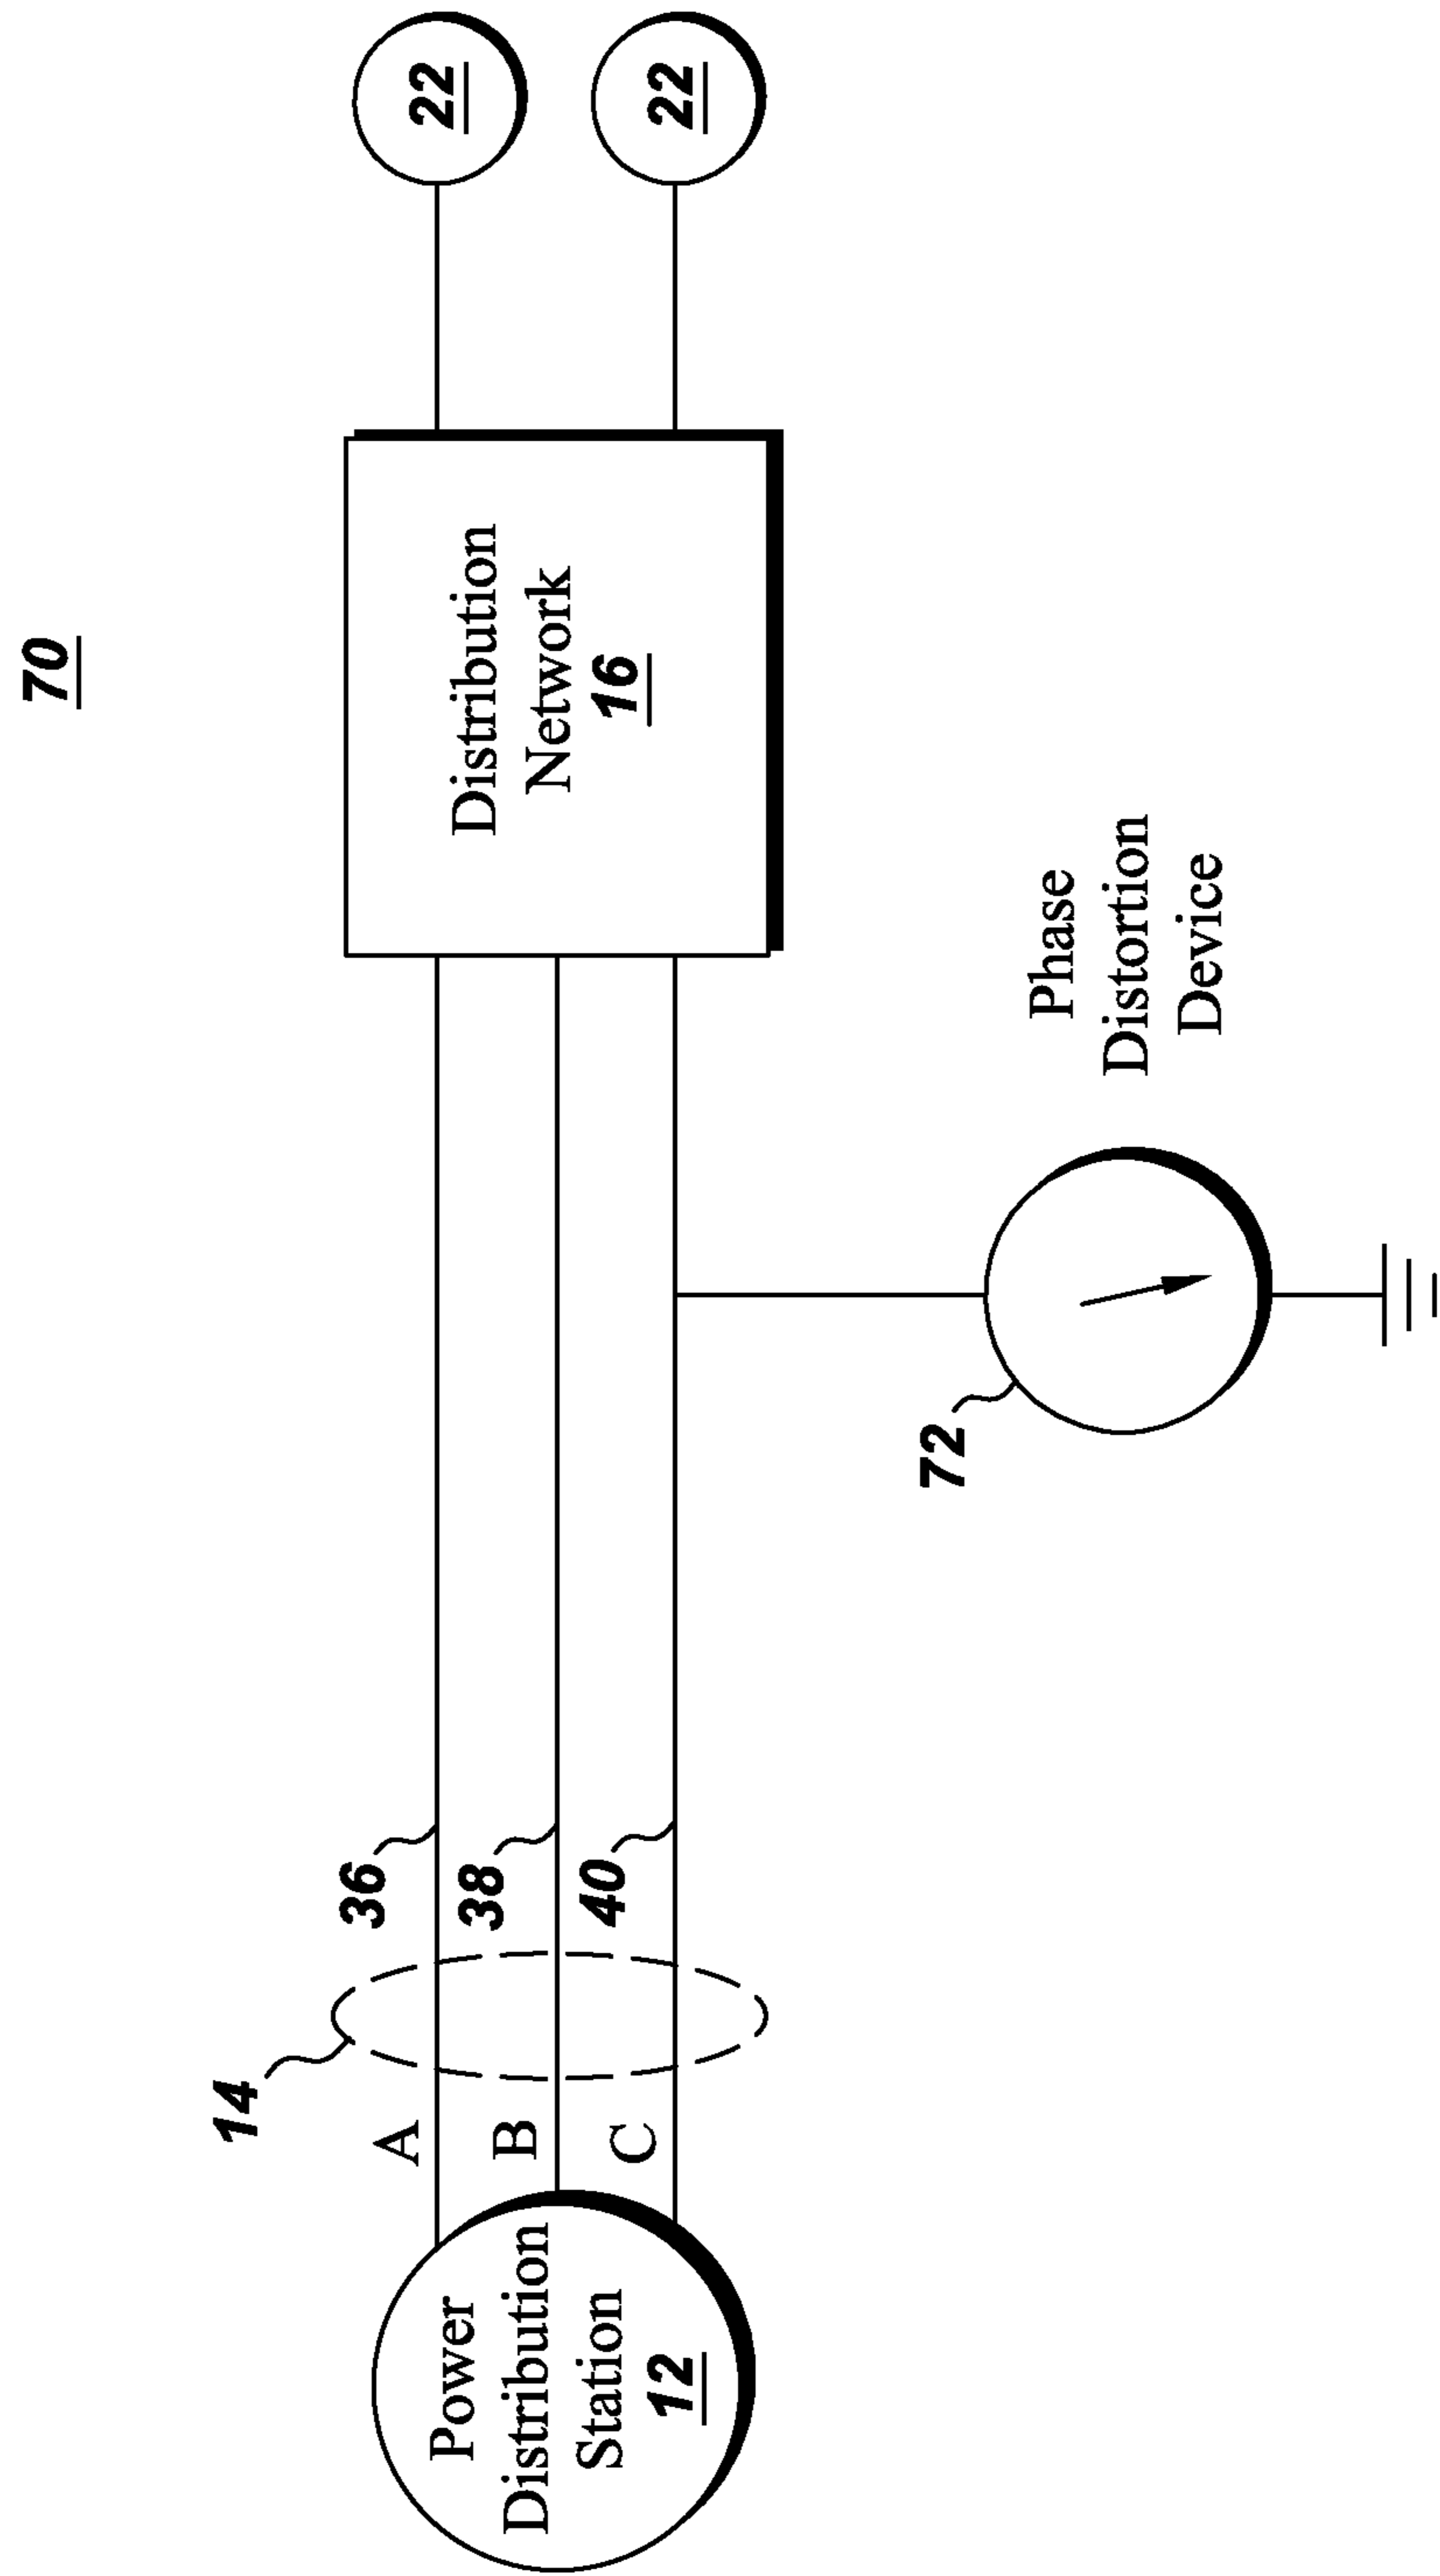 70
14
A
36
B
38
C
40
Power
Distribution
Station
12
Distribution
Network
16
22
22
72
Phase
Distortion
Device